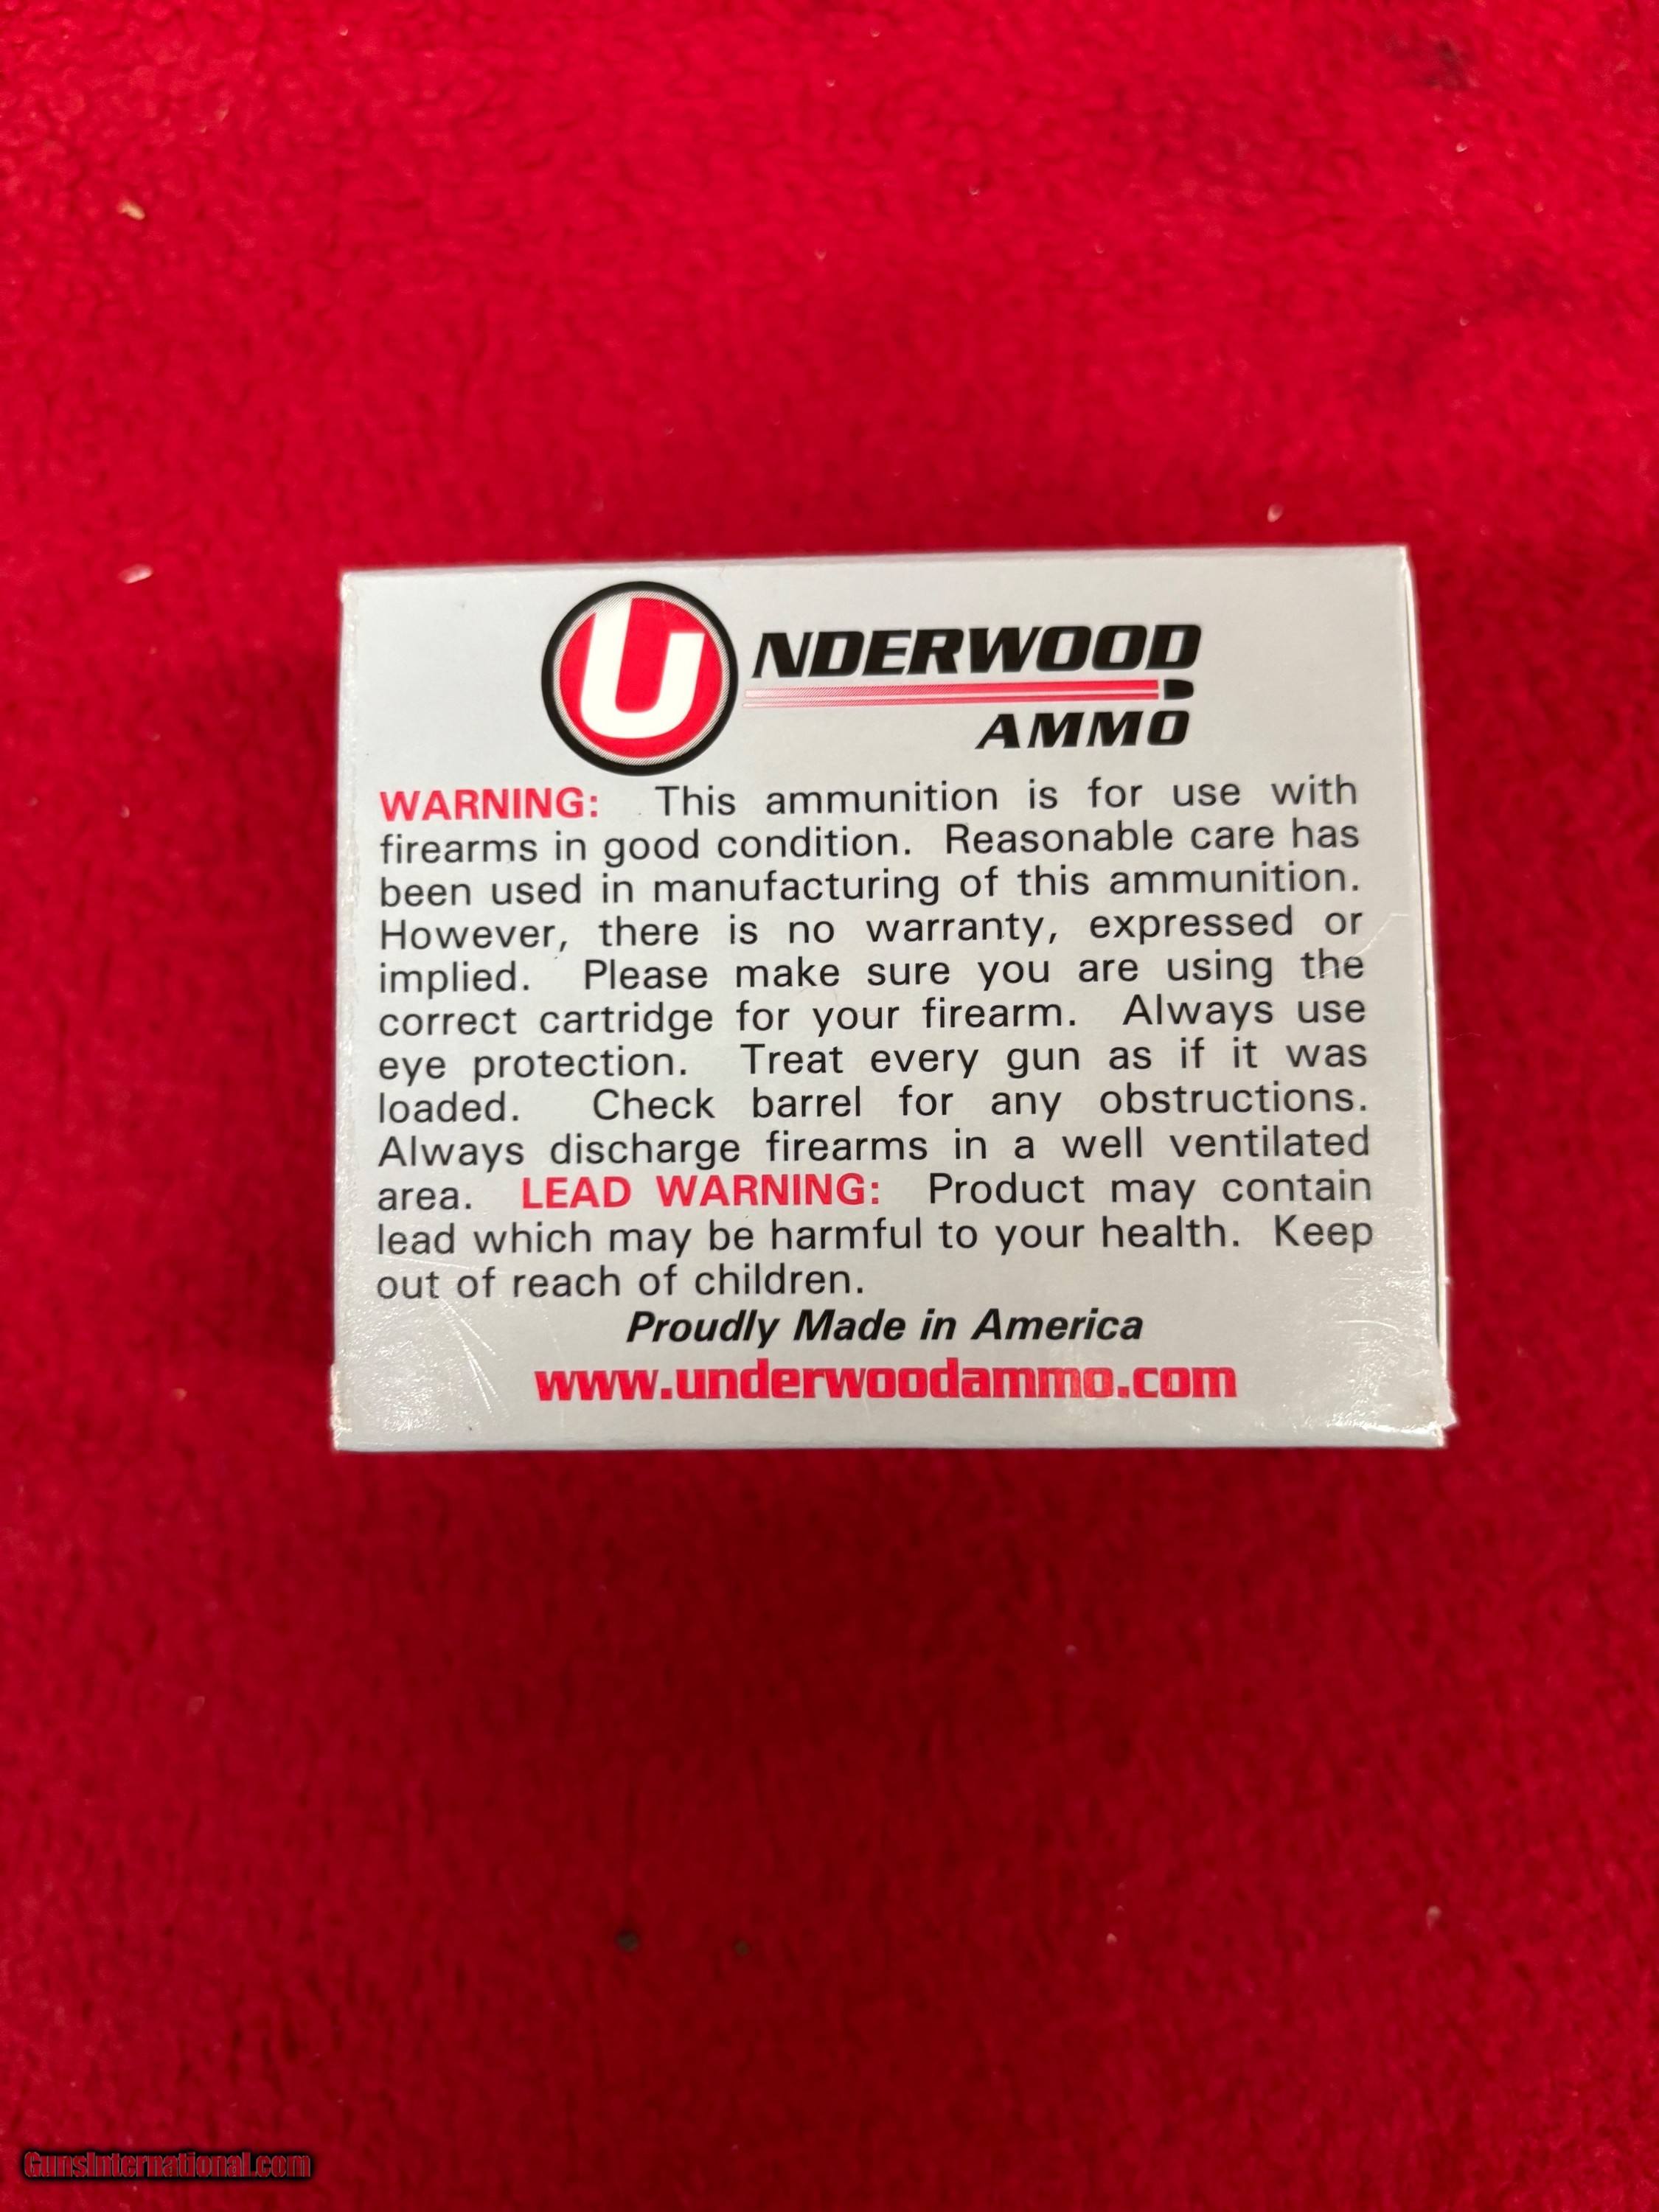 UNDERWOOD
AMMO
WARNING: This ammunition is for use with
firearms in good condition. Reasonable care has
been used in manufacturing of this ammunition.
However, there is no warranty, expressed or
implied. Please make sure you are using the
correct cartridge for your firearm. Always use
eye protection. Treat every gun as if it was
loaded. Check barrel for any obstructions.
Always discharge firearms in a well ventilated
area. LEAD WARNING: Product may contain
lead which may be harmful to your health. Keep
out of reach of children.
Proudly Made in America
www.underwoodammo.com
GunsInternational.com